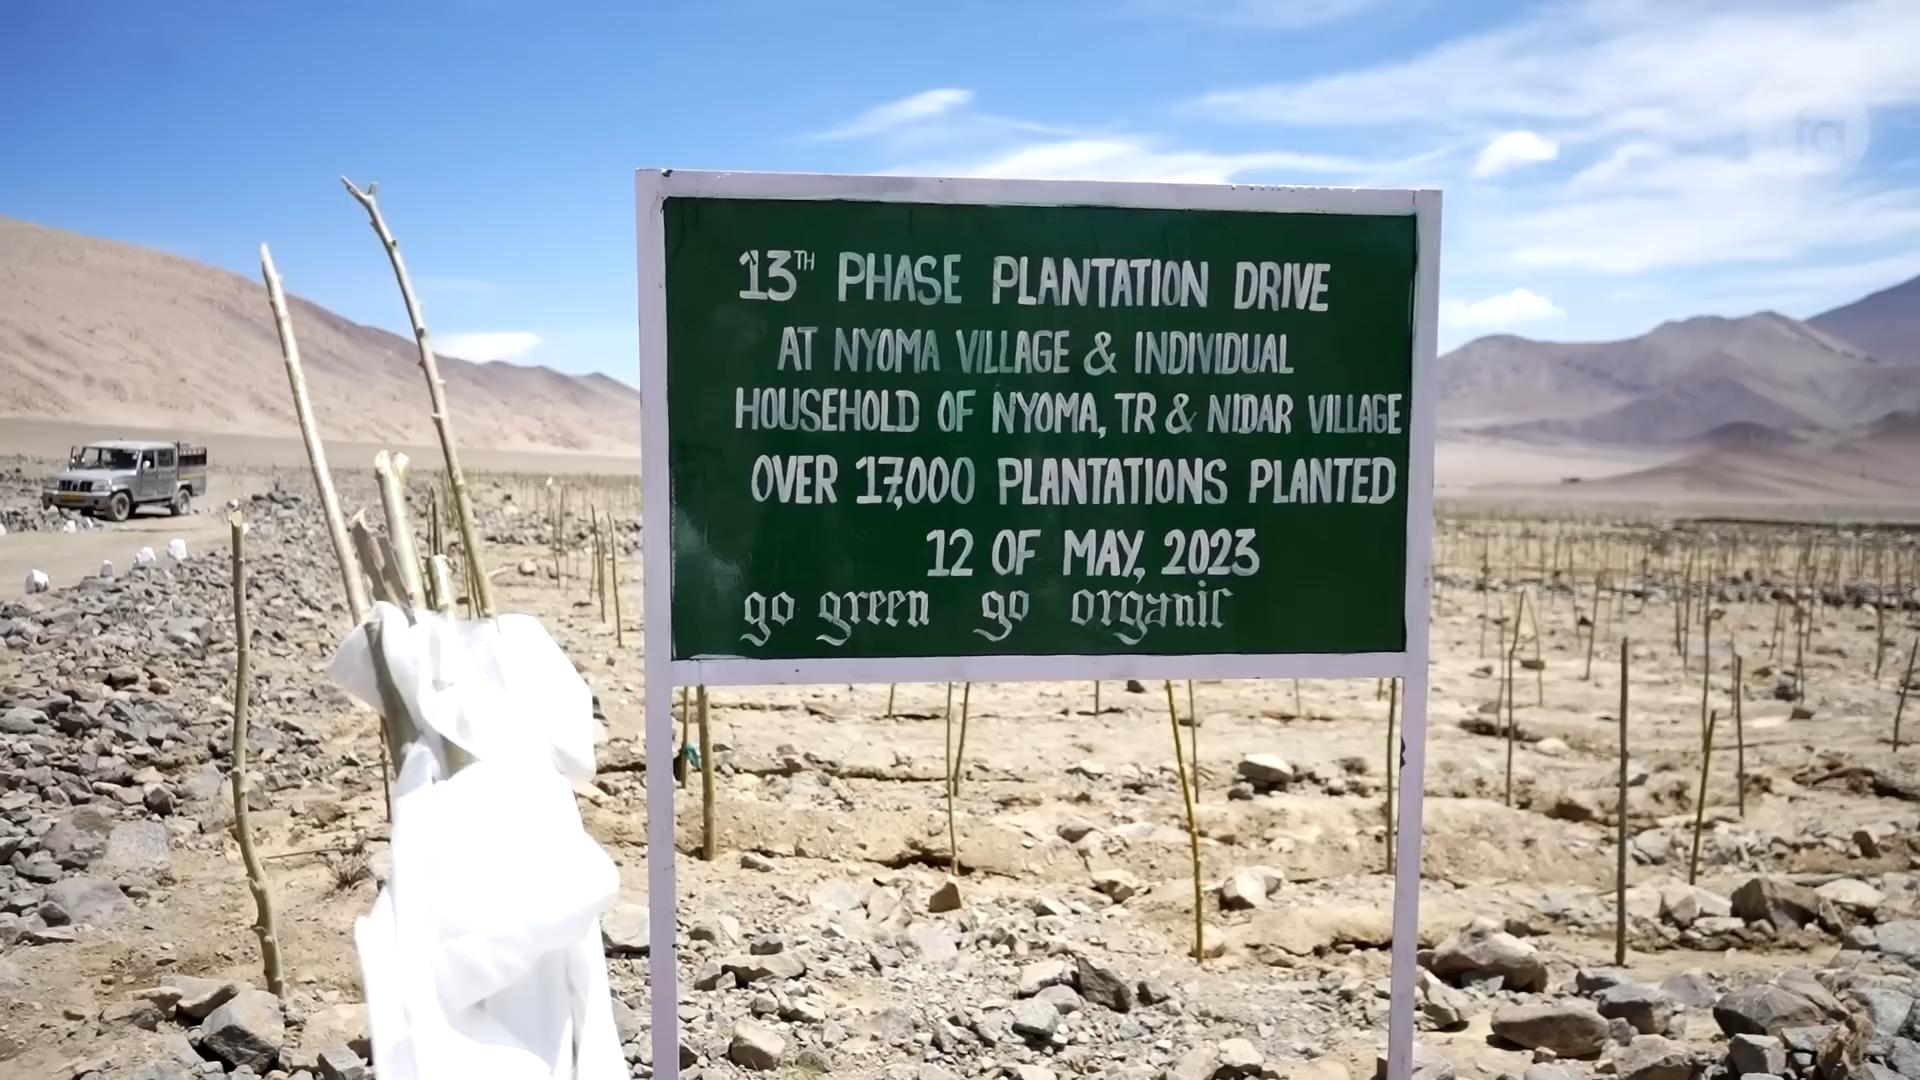 13TH PHASE PLANTATION DRIVE
AT NYOMA VILLAGE & INDIVIDUAL
HOUSEHOLD OF NYOMA, TR & NIDAR VILLAGE
OVER 17,000 PLANTATIONS PLANTED
12 OF MAY, 2023
go green go organic